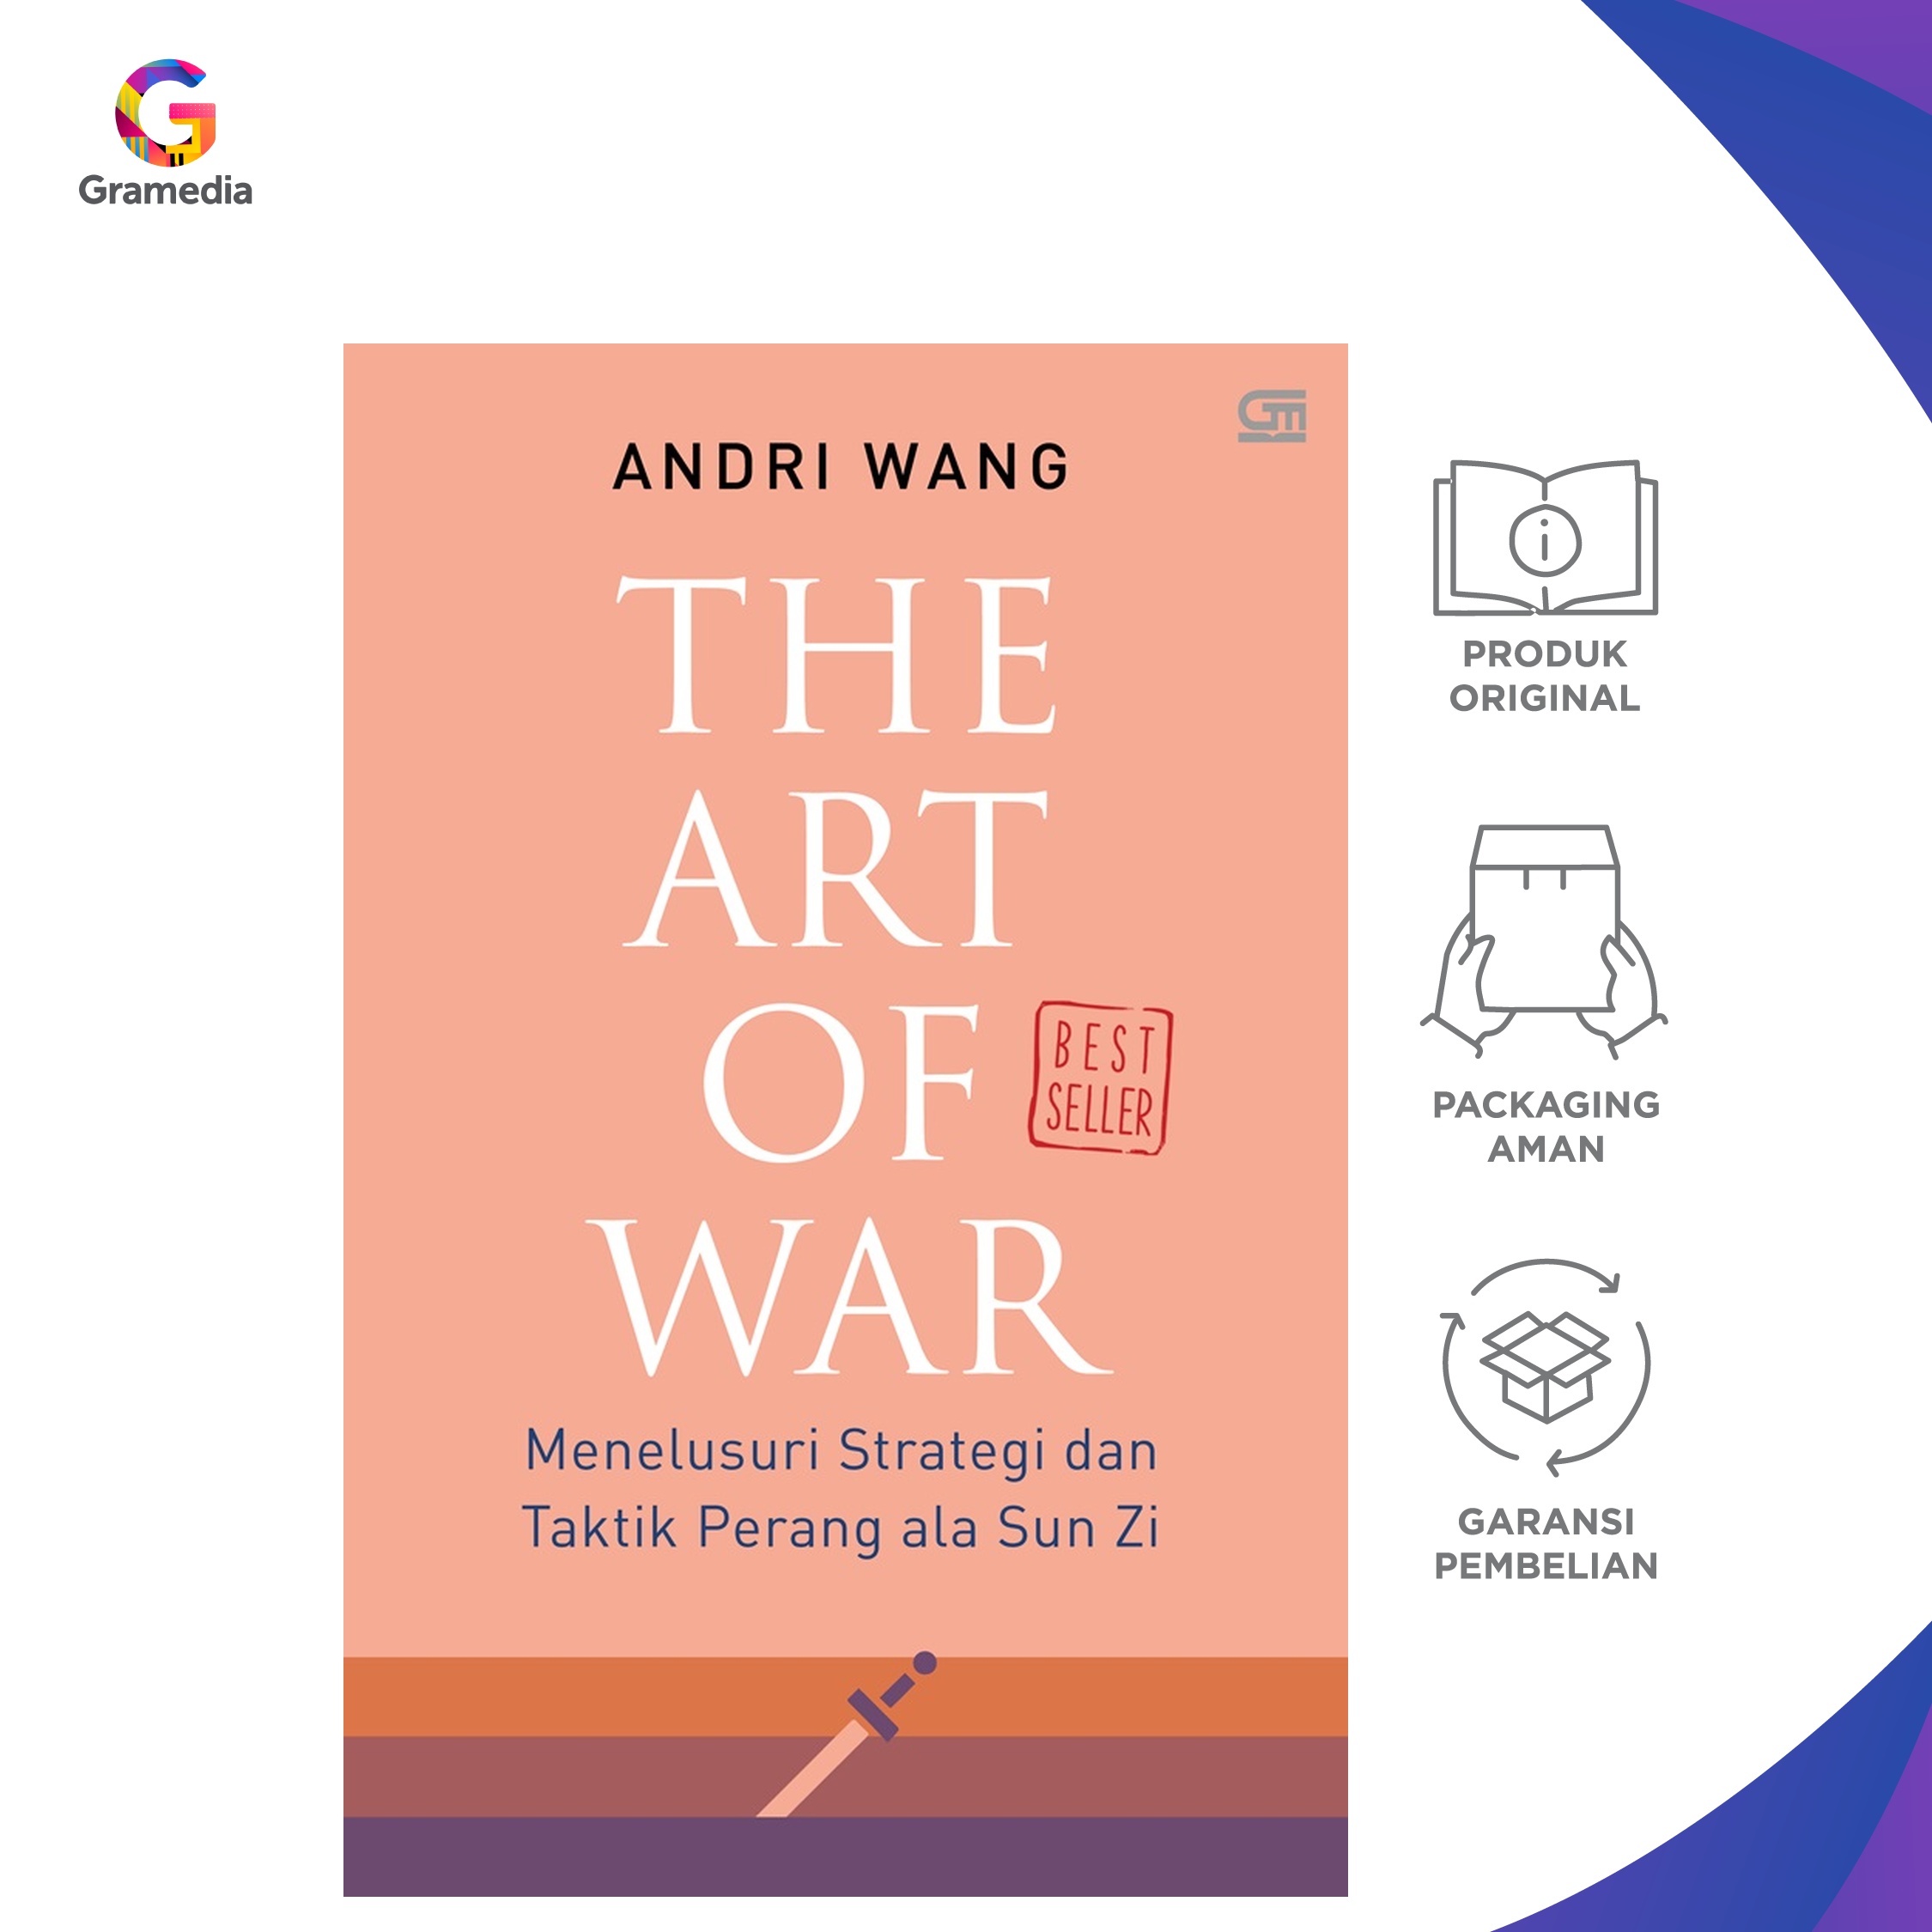 Gramedia
ANDRI WANG
THE
ART
OF
WAR
BEST
SELLER
Menelusuri Strategi dan
Taktik Perang ala Sun Zi
PRODUK
ORIGINAL
PACKAGING
AMAN
GARANSI
PEMBELIAN